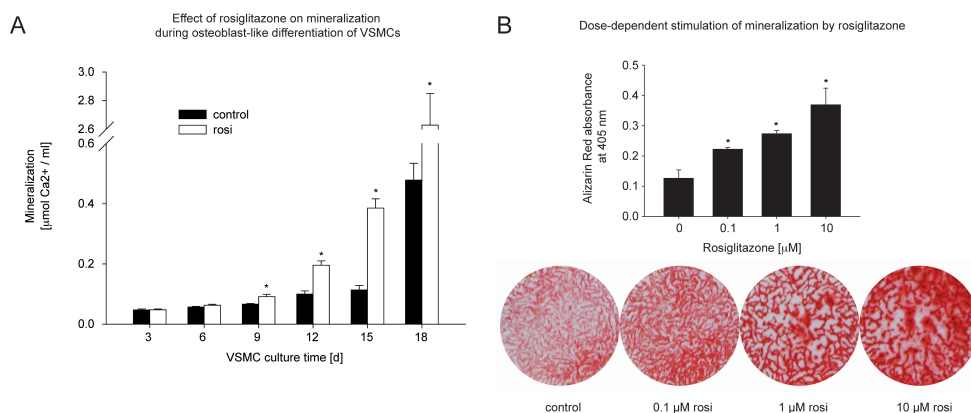 A
Effect of rosiglitazone on mineralization
during osteoblast-like differentiation of VSMCs
3.0
2.8
2.6
0.6
0.4
0.2
0.0
Mineralization
[µmol Ca2+ / ml]
control
rosi
*
*
*
*
3 6 9 12 15 18
VSMC culture time [d]
B
Dose-dependent stimulation of mineralization by rosiglitazone
0.5
0.4
0.3
0.2
0.1
0.0
Alizarin Red absorbance
at 405 nm
*
*
*
0 0.1 1 10
Rosiglitazone [µM]
control 0.1 µM rosi 1 µM rosi 10 µM rosi